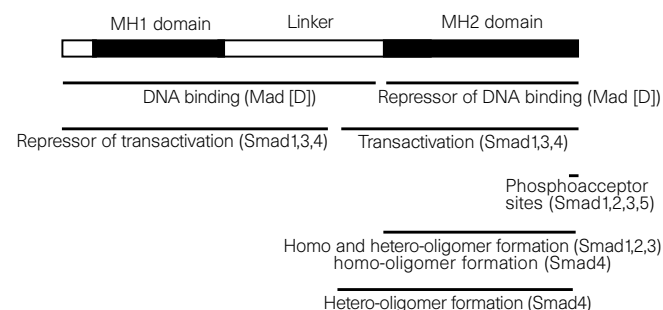 MH1 domain Linker MH2 domain
DNA binding (Mad [D]) Repressor of DNA binding (Mad [D])
Repressor of transactivation (Smad1,3,4) Transactivation (Smad1,3,4)
Phosphoacceptor
sites (Smad1,2,3,5)
Homo and hetero-oligomer formation (Smad1,2,3)
homo-oligomer formation (Smad4)
Hetero-oligomer formation (Smad4)